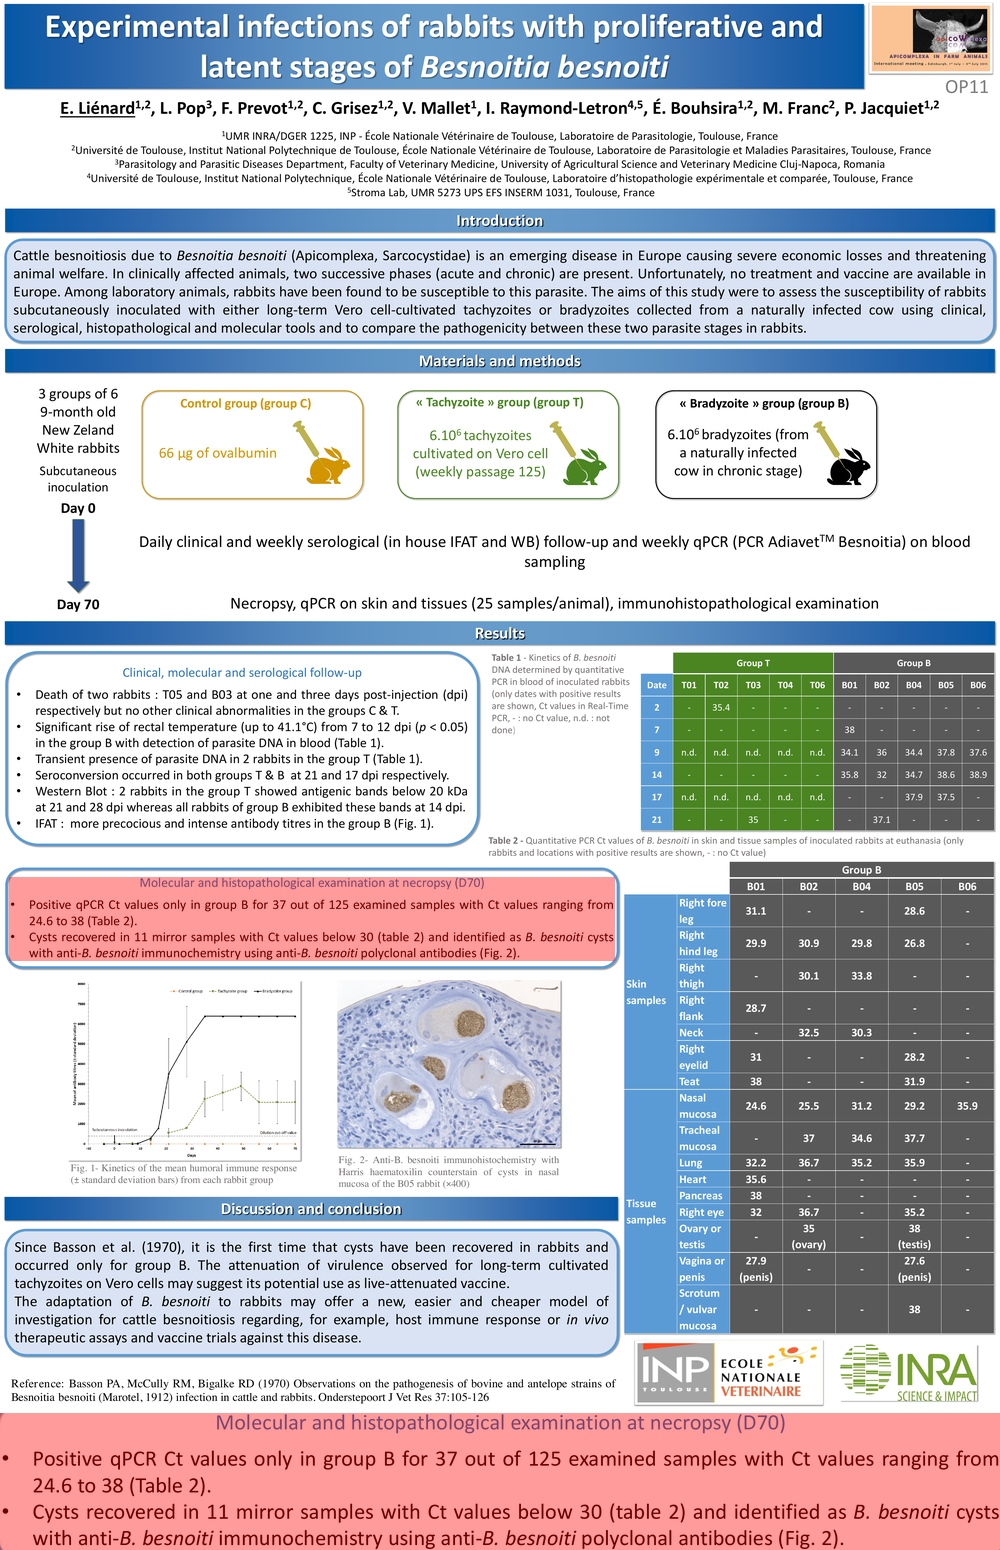 Experimental infections of rabbits with proliferative and
latent stages of Besnoitia besnoiti
APICOMPLEXA IN FARM ANIMALS
OP11
E. Liénard1,2, L. Pop3, F. Prevot1,2, C. Grisez1,2, V. Mallet1, I. Raymond-Letron4,5, É. Bouhsira1,2, M. Franc2, P. Jacquiet1,2
1UMR INRA/DGER 1225, INP - École Nationale Vétérinaire de Toulouse, Laboratoire de Parasitologie, Toulouse, France
2Université de Toulouse, Institut National Polytechnique de Toulouse, École Nationale Vétérinaire de Toulouse, Laboratoire de Parasitologie et Maladies Parasitaires, Toulouse, France
3Parasitology and Parasitic Diseases Department, Faculty of Veterinary Medicine, University of Agricultural Science and Veterinary Medicine Cluj-Napoca, Romania
4Université de Toulouse, Institut National Polytechnique, École Nationale Vétérinaire de Toulouse, Laboratoire d'histopathologie expérimentale et comparée, Toulouse, France
5Stroma Lab, UMR 5273 UPS EFS INSERM 1031, Toulouse, France
Introduction
Cattle besnoitiosis due to Besnoitia besnoiti (Apicomplexa, Sarcocystidae) is an emerging disease in Europe causing severe economic losses and threatening
animal welfare. In clinically affected animals, two successive phases (acute and chronic) are present. Unfortunately, no treatment and vaccine are available in
Europe. Among laboratory animals, rabbits have been found to be susceptible to this parasite. The aims of this study were to assess the susceptibility of rabbits
subcutaneously inoculated with either long-term Vero cell-cultivated tachyzoites or bradyzoites collected from a naturally infected cow using clinical,
serological, histopathological and molecular tools and to compare the pathogenicity between these two parasite stages in rabbits.
Materials and methods
3 groups of 6
9-month old
New Zeland
White rabbits
Subcutaneous
inoculation
Day 0
Control group (group C)
66 µg of ovalbumin
« Tachyzoite » group (group T)
6.10⁶ tachyzoites
cultivated on Vero cell
(weekly passage 125)
« Bradyzoite » group (group B)
6.10⁶ bradyzoites (from
a naturally infected
cow in chronic stage)
Daily clinical and weekly serological (in house IFAT and WB) follow-up and weekly qPCR (PCR AdiavetTM Besnoitia) on blood
sampling
Day 70
Necropsy, qPCR on skin and tissues (25 samples/animal), immunohistopathological examination
Results
Clinical, molecular and serological follow-up
• Death of two rabbits : T05 and B03 at one and three days post-injection (dpi)
respectively but no other clinical abnormalities in the groups C & T.
• Significant rise of rectal temperature (up to 41.1°C) from 7 to 12 dpi (p < 0.05)
in the group B with detection of parasite DNA in blood (Table 1).
• Transient presence of parasite DNA in 2 rabbits in the group T (Table 1).
• Seroconversion occurred in both groups T & B at 21 and 17 dpi respectively.
• Western Blot : 2 rabbits in the group T showed antigenic bands below 20 kDa
at 21 and 28 dpi whereas all rabbits of group B exhibited these bands at 14 dpi.
• IFAT : more precocious and intense antibody titres in the group B (Fig. 1).
Table 1 - Kinetics of B. besnoiti
DNA determined by quantitative
PCR in blood of inoculated rabbits
(only dates with positive results
are shown, Ct values in Real-Time
PCR, - : no Ct value, n.d. : not
done)
Group T Group B
Date T01 T02 T03 T04 T06 B01 B02 B04 B05 B06
2 - 35.4 - - - - - - - -
7 - - - - - 38 - - - -
9 n.d. n.d. n.d. n.d. n.d. 34.1 36 34.4 37.8 37.6
14 - - - - - 35.8 32 34.7 38.6 38.9
17 n.d. n.d. n.d. n.d. n.d. - - 37.9 37.5 -
21 - - 35 - - - 37.1 - - -
Table 2 - Quantitative PCR Ct values of B. besnoiti in skin and tissue samples of inoculated rabbits at euthanasia (only
rabbits and locations with positive results are shown, - : no Ct value)
Group B
B01 B02 B04 B05 B06
Skin samples
Right fore leg 31.1 - - 28.6 -
Right hind leg 29.9 30.9 29.8 26.8 -
Right thigh - 30.1 33.8 - -
Right flank 28.7 - - - -
Neck - 32.5 30.3 - -
Right eyelid 31 - - 28.2 -
Teat 38 - - 31.9 -
Tissue samples
Nasal mucosa 24.6 25.5 31.2 29.2 35.9
Tracheal mucosa - 37 34.6 37.7 -
Lung 32.2 36.7 35.2 35.9 -
Heart 35.6 - - - -
Pancreas 38 - - - -
Right eye 32 36.7 - 35.2 -
Ovary or testis - 35 (ovary) - 38 (testis) -
Vagina or penis 27.9 (penis) - - 27.6 (penis) -
Scrotum / vulvar mucosa - - - 38 -
Molecular and histopathological examination at necropsy (D70)
• Positive qPCR Ct values only in group B for 37 out of 125 examined samples with Ct values ranging from
24.6 to 38 (Table 2).
• Cysts recovered in 11 mirror samples with Ct values below 30 (table 2) and identified as B. besnoiti cysts
with anti-B. besnoiti immunochemistry using anti-B. besnoiti polyclonal antibodies (Fig. 2).
Control group Tachyzoite group Bradyzoite group
Subcutaneous inoculation
Dilution cut-off value
Days
Fig. 1- Kinetics of the mean humoral immune response
(± standard deviation bars) from each rabbit group
Fig. 2- Anti-B. besnoiti immunohistochemistry with
Harris haematoxilin counterstain of cysts in nasal
mucosa of the B05 rabbit (×400)
Discussion and conclusion
Since Basson et al. (1970), it is the first time that cysts have been recovered in rabbits and
occurred only for group B. The attenuation of virulence observed for long-term cultivated
tachyzoites on Vero cells may suggest its potential use as live-attenuated vaccine.
The adaptation of B. besnoiti to rabbits may offer a new, easier and cheaper model of
investigation for cattle besnoitiosis regarding, for example, host immune response or in vivo
therapeutic assays and vaccine trials against this disease.
Reference: Basson PA, McCully RM, Bigalke RD (1970) Observations on the pathogenesis of bovine and antelope strains of
Besnoitia besnoiti (Marotel, 1912) infection in cattle and rabbits. Onderstepoort J Vet Res 37:105-126
INP
TOULOUSE
ECOLE
NATIONALE
VETERINAIRE
INRA
SCIENCE & IMPACT
Molecular and histopathological examination at necropsy (D70)
• Positive qPCR Ct values only in group B for 37 out of 125 examined samples with Ct values ranging from
24.6 to 38 (Table 2).
• Cysts recovered in 11 mirror samples with Ct values below 30 (table 2) and identified as B. besnoiti cysts
with anti-B. besnoiti immunochemistry using anti-B. besnoiti polyclonal antibodies (Fig. 2).